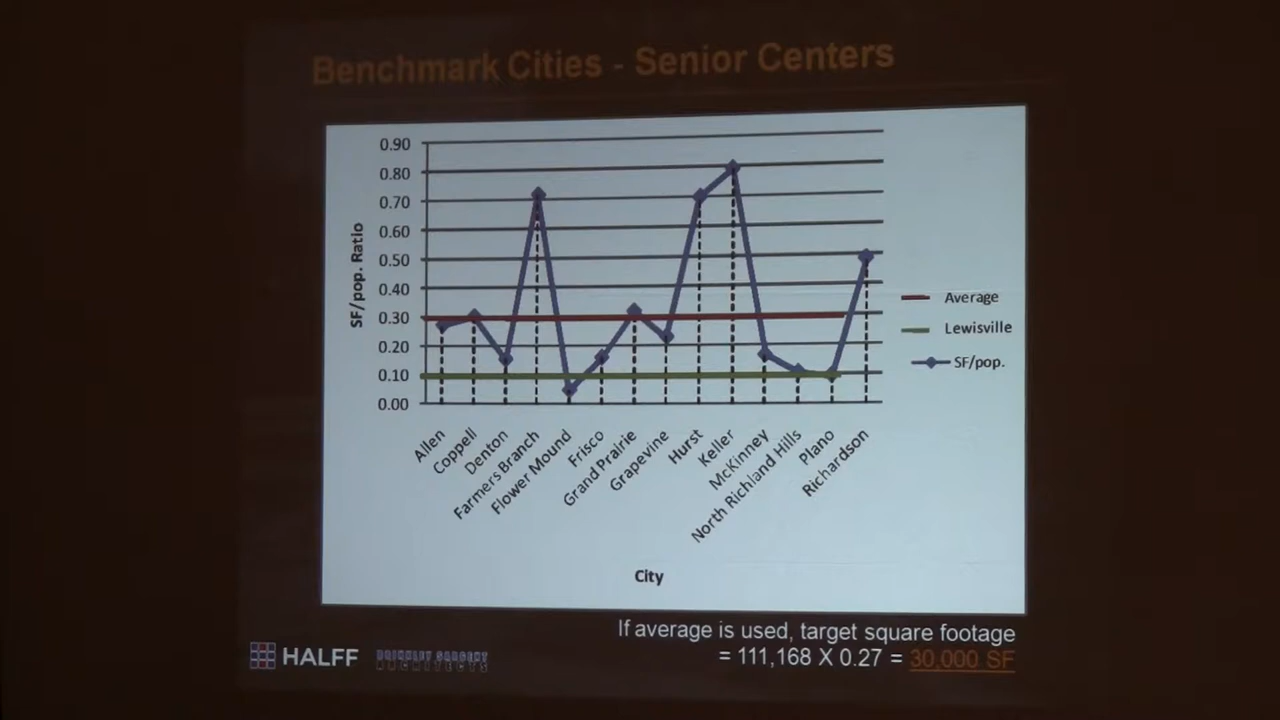 Benchmark Cities - Senior Centers
0.90
0.80
0.70
0.60
0.50
0.40
0.30
0.20
0.10
0.00
SF/pop. Ratio
Allen
Coppell
Denton
Farmers Branch
Flower Mound
Frisco
Grand Prairie
Grapevine
Hurst
Keller
McKinney
North Richland Hills
Plano
Richardson
City
Average
Lewisville
SF/pop.
If average is used, target square footage
= 111,168 X 0.27 = 30,000 SF
HALFF
ARCHITECTS